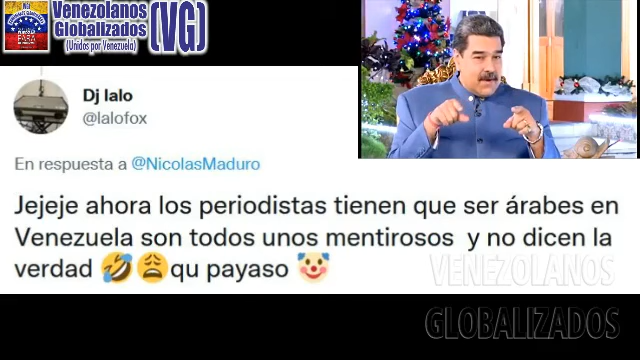 Venezolanos
Globalizados
(Unidos por Venezuela)
(VG)
Dj lalo
@lalofox
En respuesta a @NicolasMaduro
Jejeje ahora los periodistas tienen que ser árabes en
Venezuela son todos unos mentirosos y no dicen la
verdad 🤣😩qu payaso 🤡
VENEZOLANOS
GLOBALIZADOS